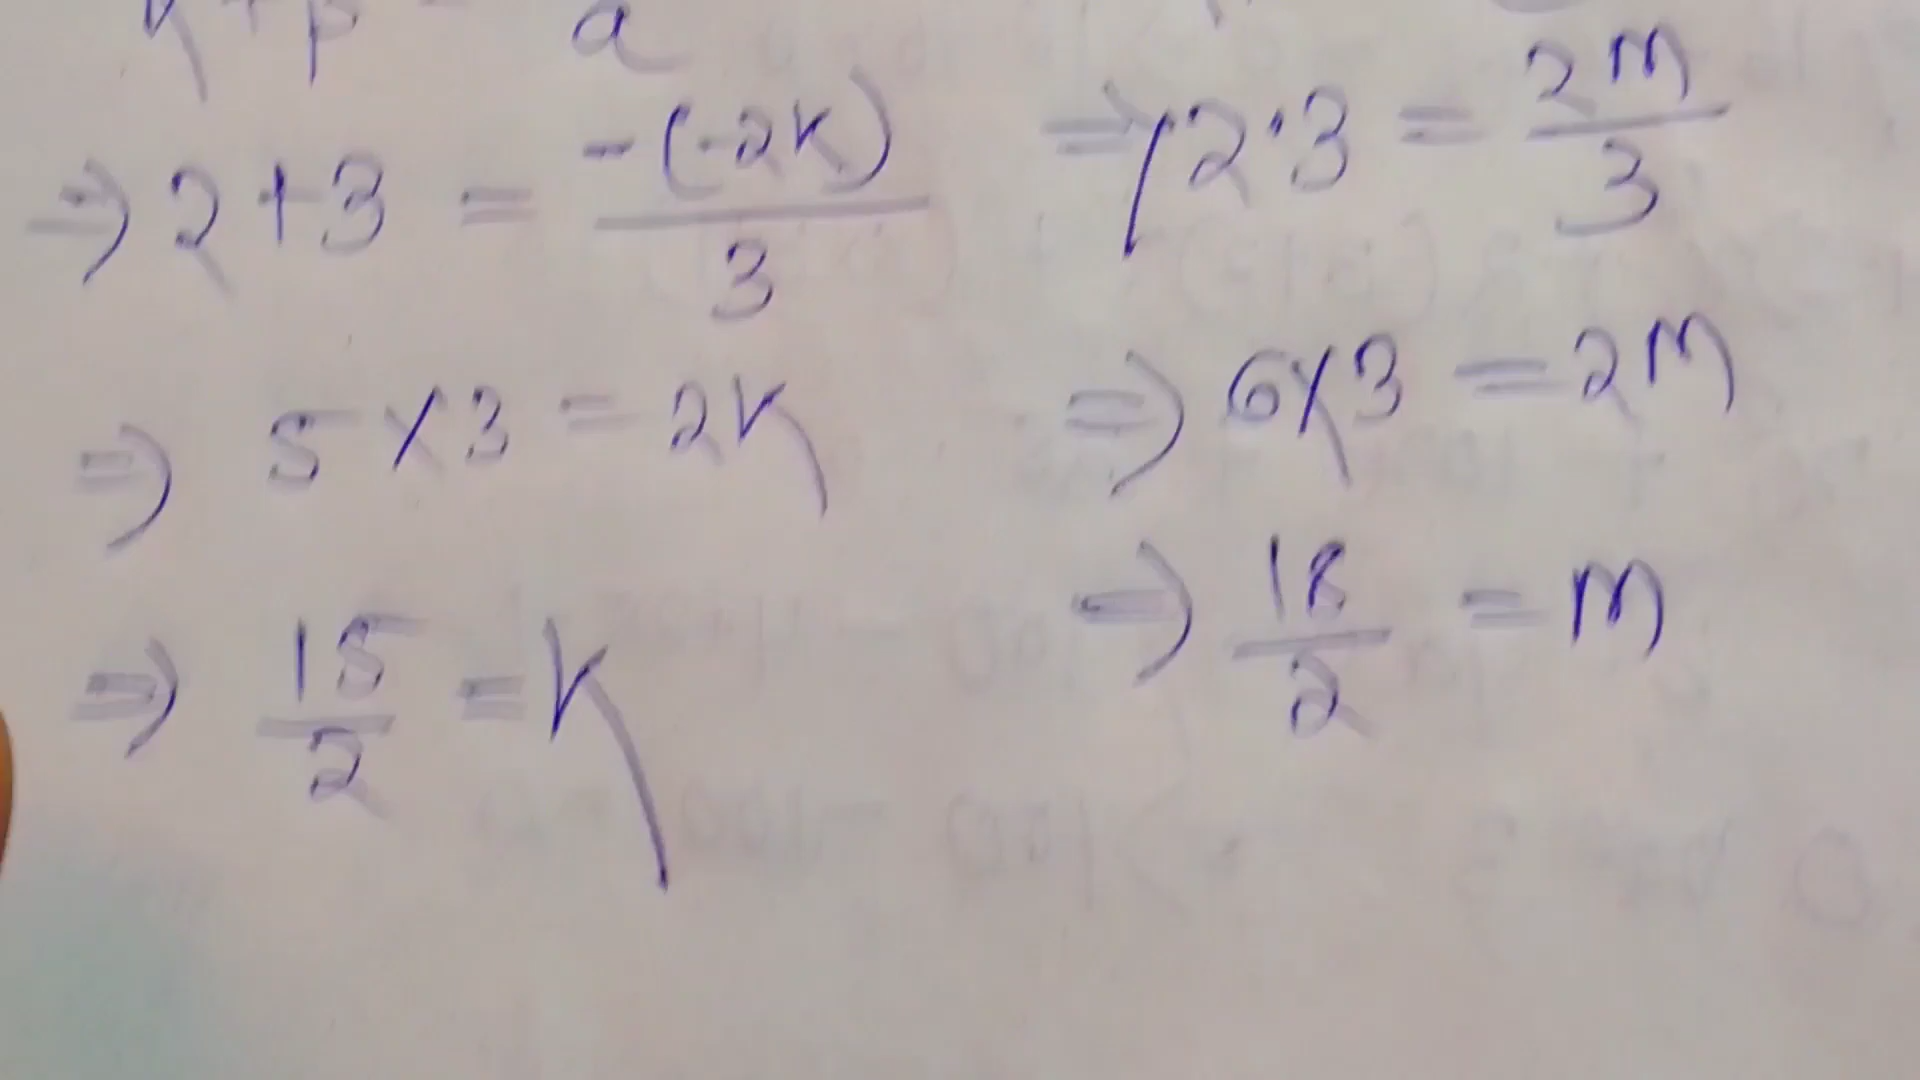 α+β = a
⇒ 2+3 = -(-2K)/3
⇒ 5×3 = 2K
⇒ 15/2 = K
⇒ 2·3 = 2M/3
⇒ 6×3 = 2M
⇒ 18/2 = M